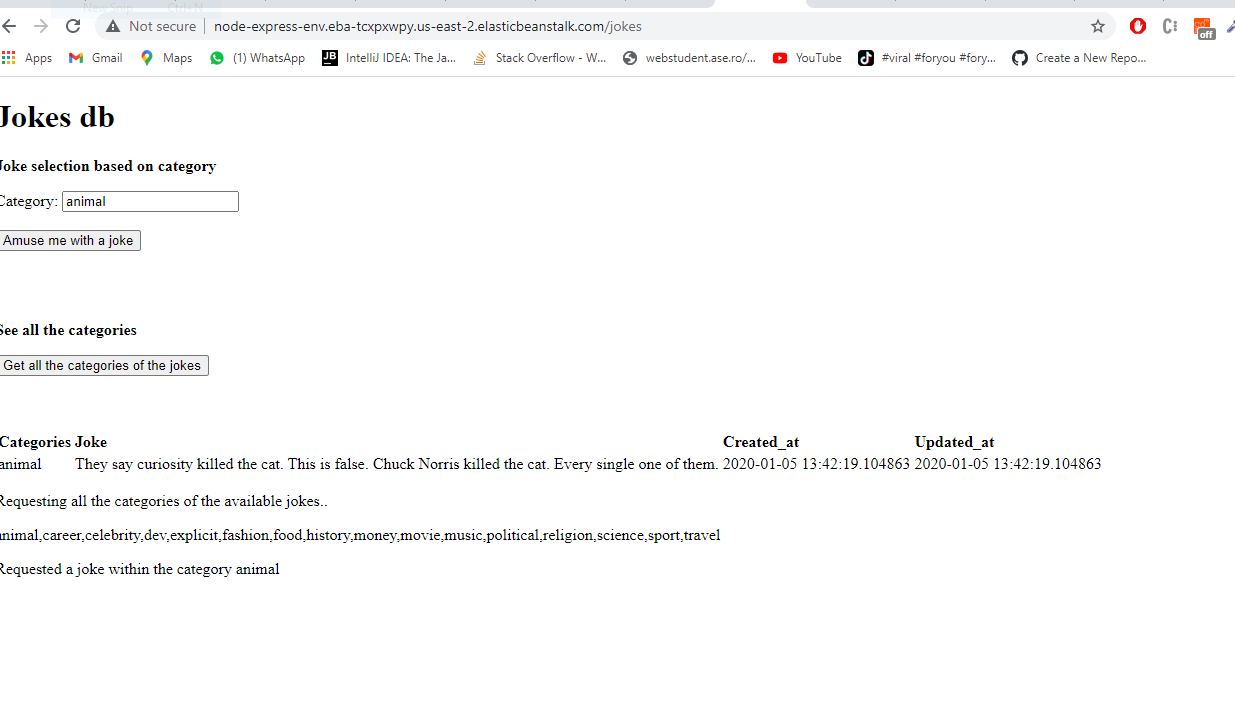 New Snip Ctrl+N
Not secure node-express-env.eba-tcxpxwpy.us-east-2.elasticbeanstalk.com/jokes off
Apps Gmail Maps (1) WhatsApp JB IntelliJ IDEA: The Ja... Stack Overflow - W... webstudent.ase.ro/... YouTube #viral #foryou #fory... Create a New Repo...
Jokes db
Joke selection based on category
Category: animal
Amuse me with a joke
See all the categories
Get all the categories of the jokes
Categories Joke Created_at Updated_at
animal They say curiosity killed the cat. This is false. Chuck Norris killed the cat. Every single one of them. 2020-01-05 13:42:19.104863 2020-01-05 13:42:19.104863
Requesting all the categories of the available jokes..
animal,career,celebrity,dev,explicit,fashion,food,history,money,movie,music,political,religion,science,sport,travel
Requested a joke within the category animal